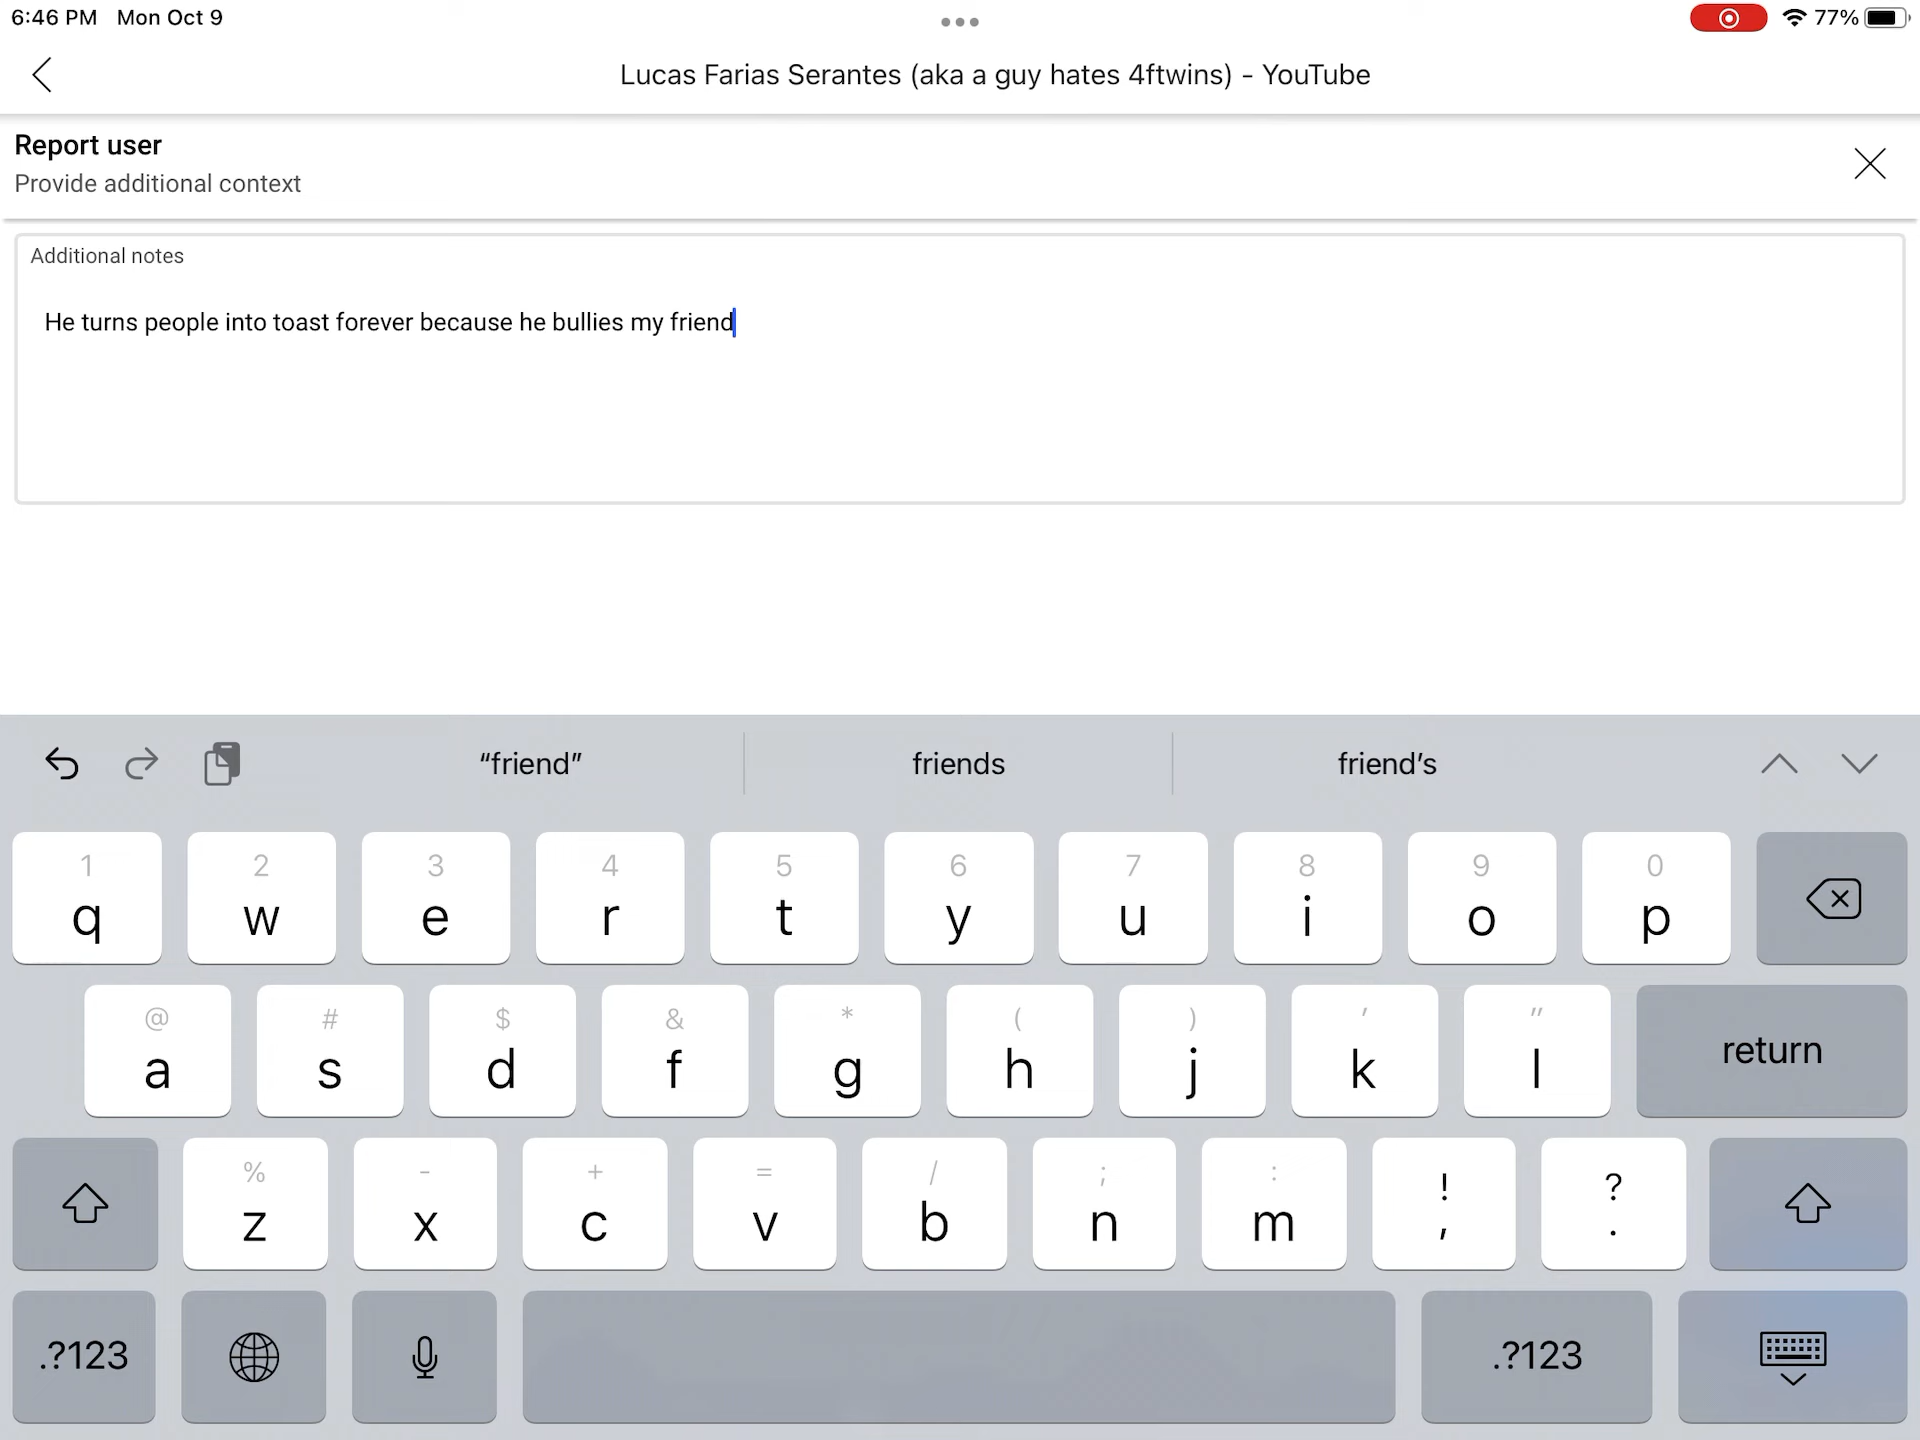 6:46 PM Mon Oct 9
77%
Lucas Farias Serantes (aka a guy hates 4ftwins) - YouTube
Report user
Provide additional context
Additional notes
He turns people into toast forever because he bullies my friend
“friend” friends friend’s
1 2 3 4 5 6 7 8 9 0
q w e r t y u i o p
@ # $ & * ( ) ' "
a s d f g h j k l return
% - + = / ; : ! ?
z x c v b n m , .
.?123 .?123